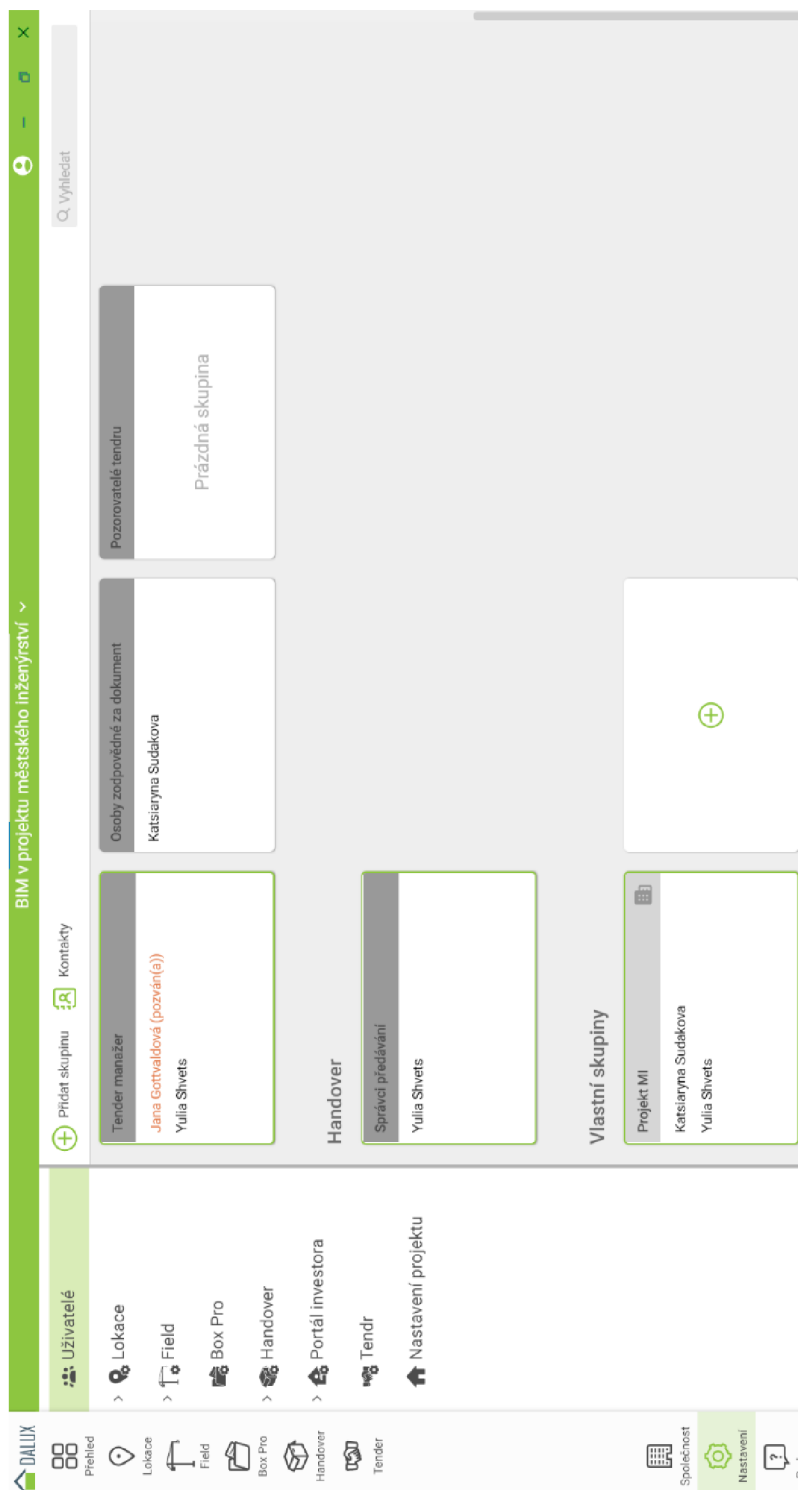 DALUX
BIM v projektu městského inženýrství
Přehled
Lokace
Field
Box Pro
Handover
Tender
Společnost
Nastavení
Uživatelé
Lokace
Field
Box Pro
Handover
Portál investora
Tendr
Nastavení projektu
Přidat skupinu
Kontakty
Vyhledat
Tender manažer
Jana Gottvaldová (pozván(a))
Yulia Shvets
Osoby zodpovědné za dokument
Katsiaryna Sudakova
Pozorovatelé tendru
Prázdná skupina
Handover
Správci předávání
Yulia Shvets
Vlastní skupiny
Projekt MI
Katsiaryna Sudakova
Yulia Shvets